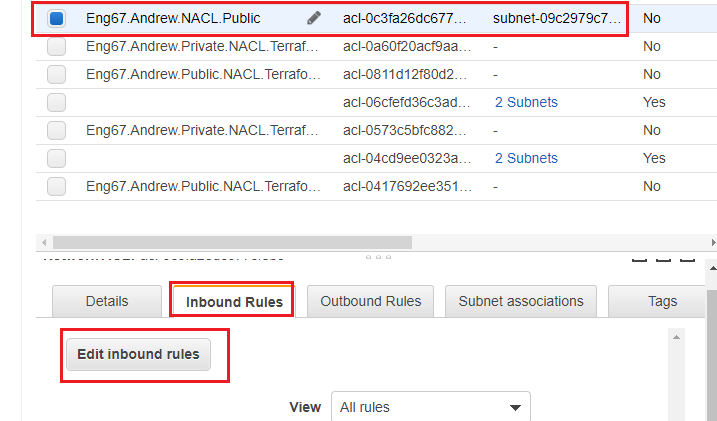 Eng67.Andrew.NACL.Public acl-0c3fa26dc677... subnet-09c2979c7... No
Eng67.Andrew.Private.NACL.Terraf... acl-0a60f20acf9aa... - No
Eng67.Andrew.Public.NACL.Terrafo... acl-0811d12f80d2... - No
acl-06cfefd36c3ad... 2 Subnets Yes
Eng67.Andrew.Private.NACL.Terraf... acl-0573c5bfc882... - No
acl-04cd9ee0323a... 2 Subnets Yes
Eng67.Andrew.Public.NACL.Terrafo... acl-0417692ee351... - No
Details Inbound Rules Outbound Rules Subnet associations Tags
Edit inbound rules
View All rules